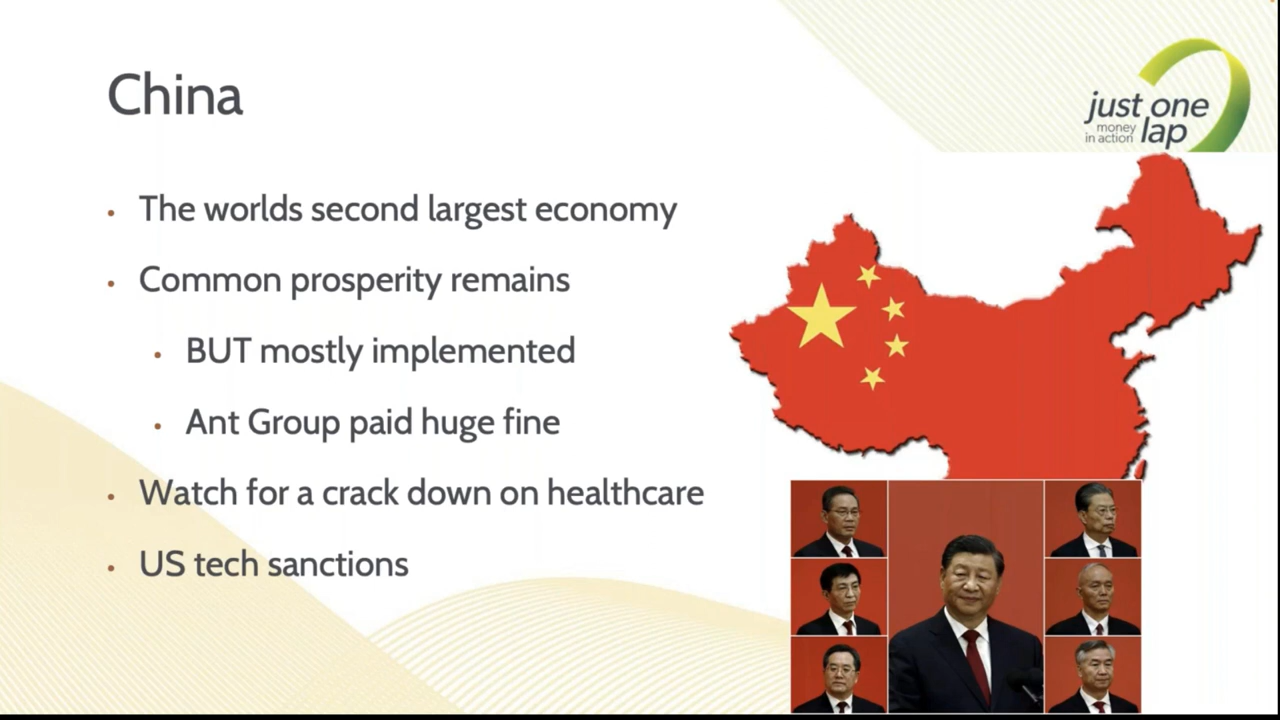 China
just one
money
in action lap
The worlds second largest economy
Common prosperity remains
BUT mostly implemented
Ant Group paid huge fine
Watch for a crack down on healthcare
US tech sanctions